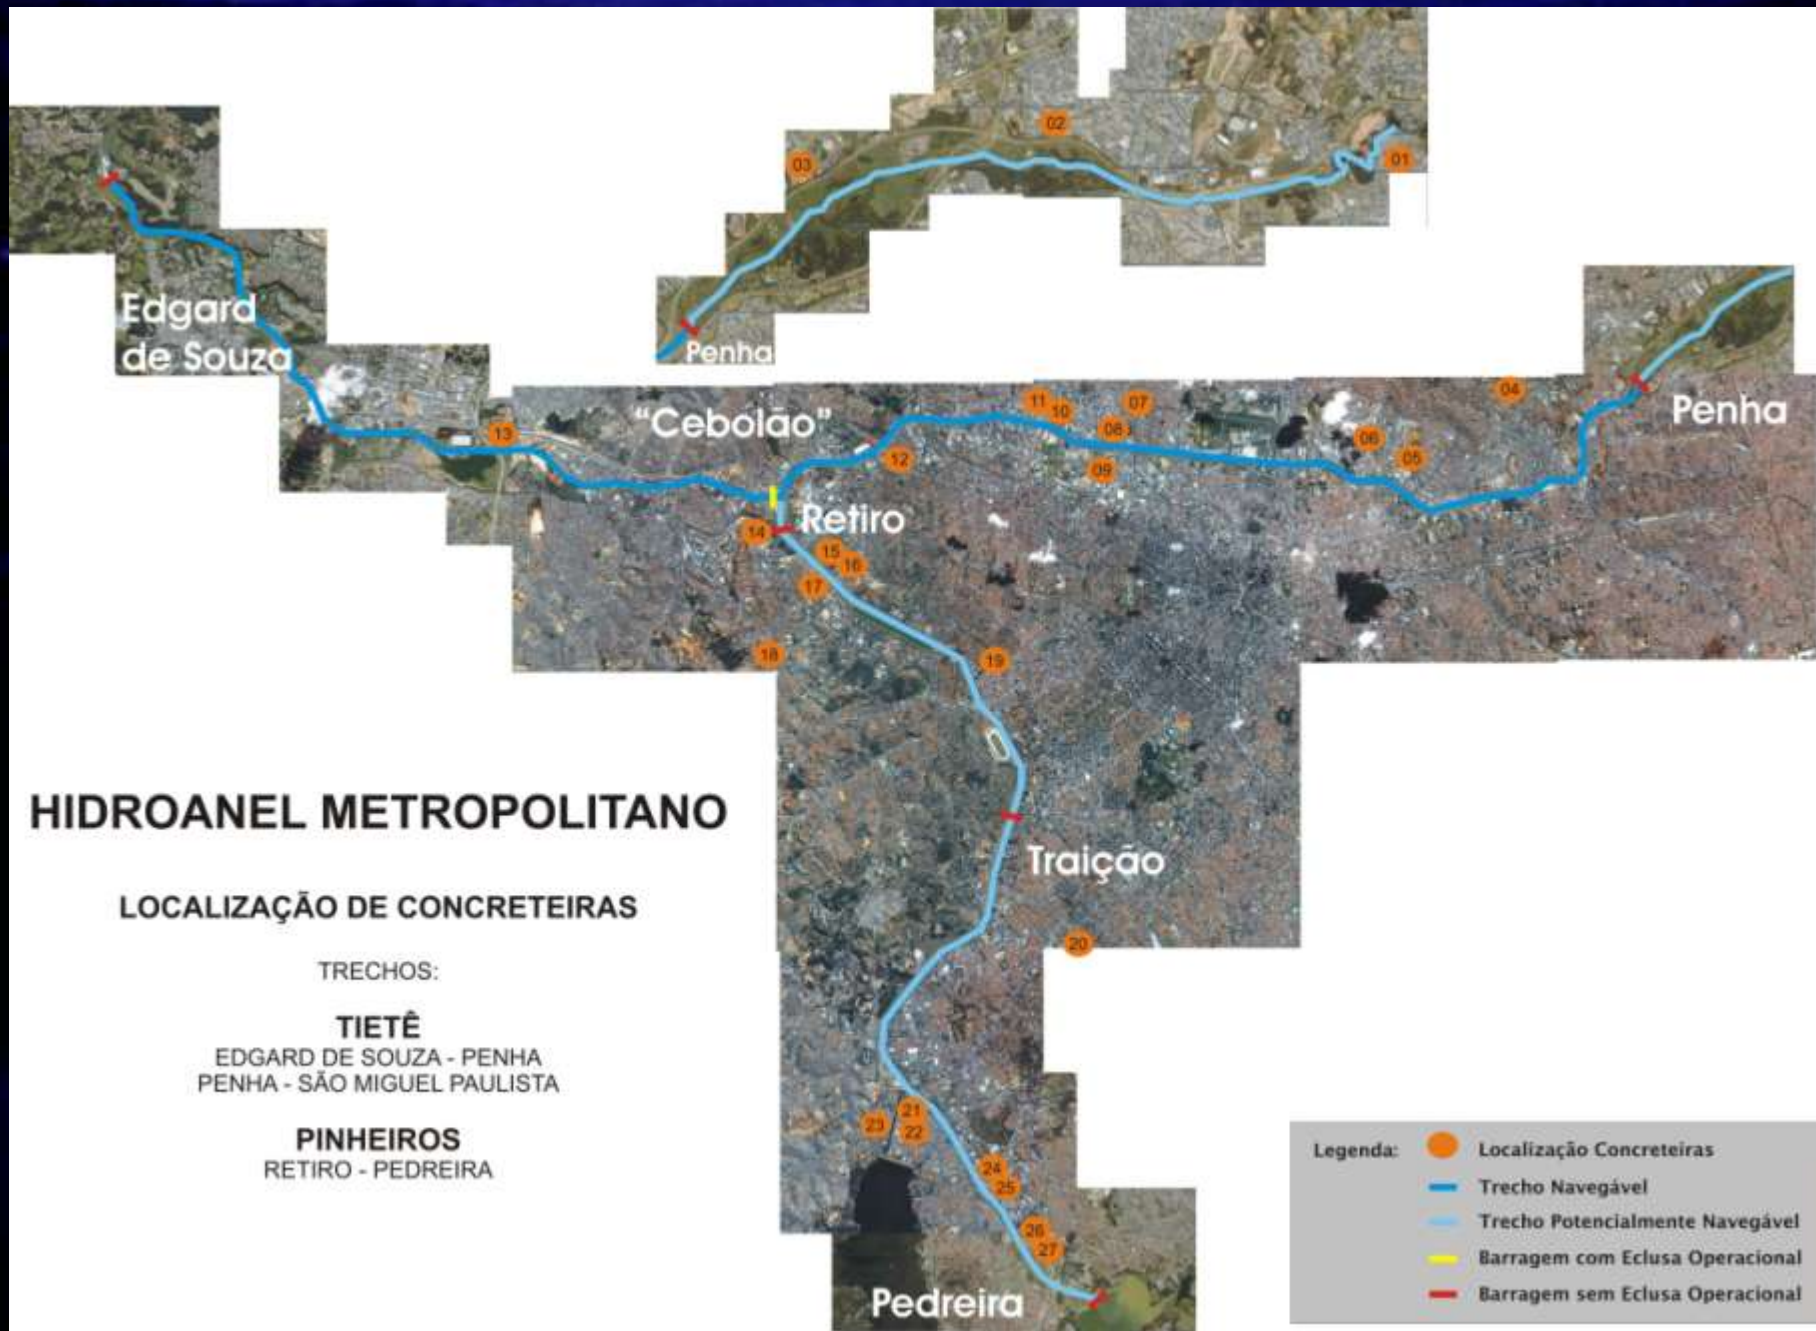 02
03
01
Edgard
de Souza
Penha
"Cebolão"
Penha
04
11
10
07
08
06
05
09
13
12
14
Retiro
15
16
17
18
19
HIDROANEL METROPOLITANO
LOCALIZAÇÃO DE CONCRETEIRAS
TRECHOS:
TIETÊ
EDGARD DE SOUZA - PENHA
PENHA - SÃO MIGUEL PAULISTA
PINHEIROS
RETIRO - PEDREIRA
Traição
20
21
23
22
24
25
26
27
Pedreira
Legenda:
Localização Concreteiras
Trecho Navegável
Trecho Potencialmente Navegável
Barragem com Eclusa Operacional
Barragem sem Eclusa Operacional